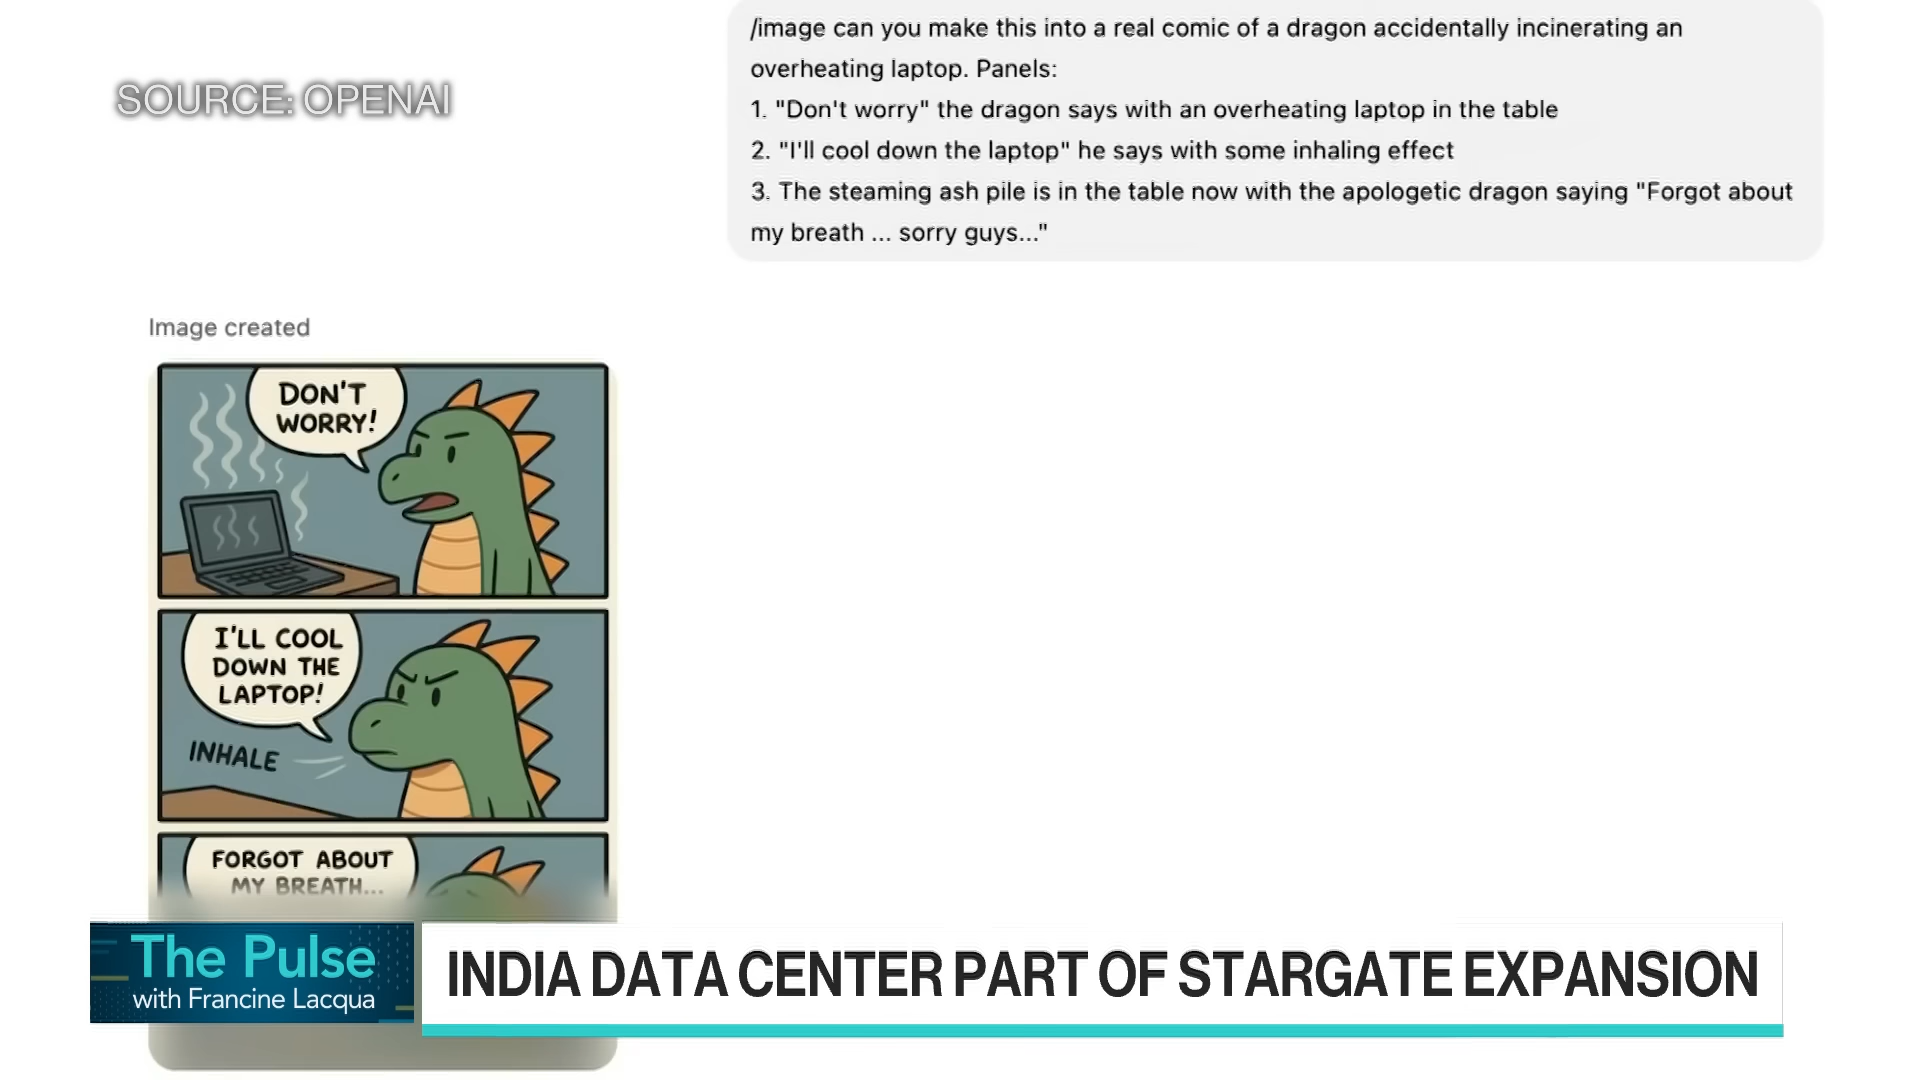 /image can you make this into a real comic of a dragon accidentally incinerating an
overheating laptop. Panels:
1. "Don't worry" the dragon says with an overheating laptop in the table
2. "I'll cool down the laptop" he says with some inhaling effect
3. The steaming ash pile is in the table now with the apologetic dragon saying "Forgot about
my breath ... sorry guys..."
SOURCE: OPENAI
Image created
DON'T
WORRY!
I'LL COOL
DOWN THE
LAPTOP!
INHALE
FORGOT ABOUT
MY BREATH...
The Pulse
with Francine Lacqua
INDIA DATA CENTER PART OF STARGATE EXPANSION